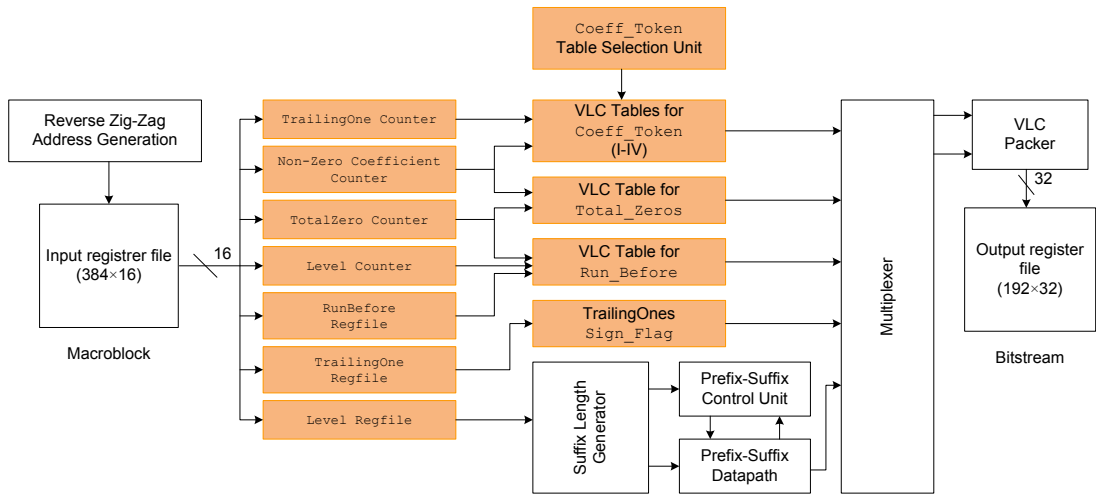 Coeff_Token
Table Selection Unit
Reverse Zig-Zag
Address Generation
TrailingOne Counter
VLC Tables for
Coeff_Token
(I-IV)
VLC
Packer
Non-Zero Coefficient
Counter
32
VLC Table for
Total_Zeros
TotalZero Counter
Input registrer file
(384×16)
16
Level Counter
VLC Table for
Run_Before
Multiplexer
Output register
file
(192×32)
RunBefore
Regfile
TrailingOnes
Sign_Flag
Macroblock
Bitstream
TrailingOne
Regfile
Level Regfile
Suffix Length
Generator
Prefix-Suffix
Control Unit
Prefix-Suffix
Datapath